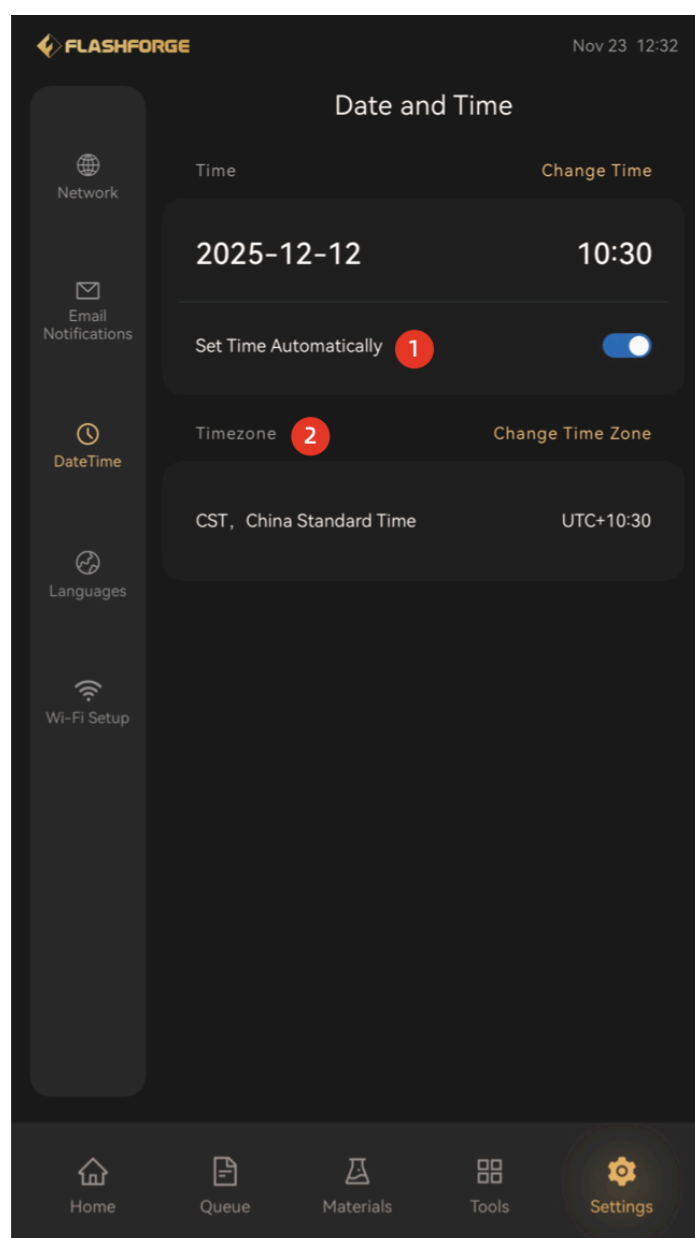 FLASHFORGE
Nov 23 12:32
Date and Time
Network
Email
Notifications
DateTime
Languages
Wi-Fi Setup
Time
Change Time
2025-12-12
10:30
Set Time Automatically 1
Timezone 2
Change Time Zone
CST，China Standard Time
UTC+10:30
Home
Queue
Materials
Tools
Settings